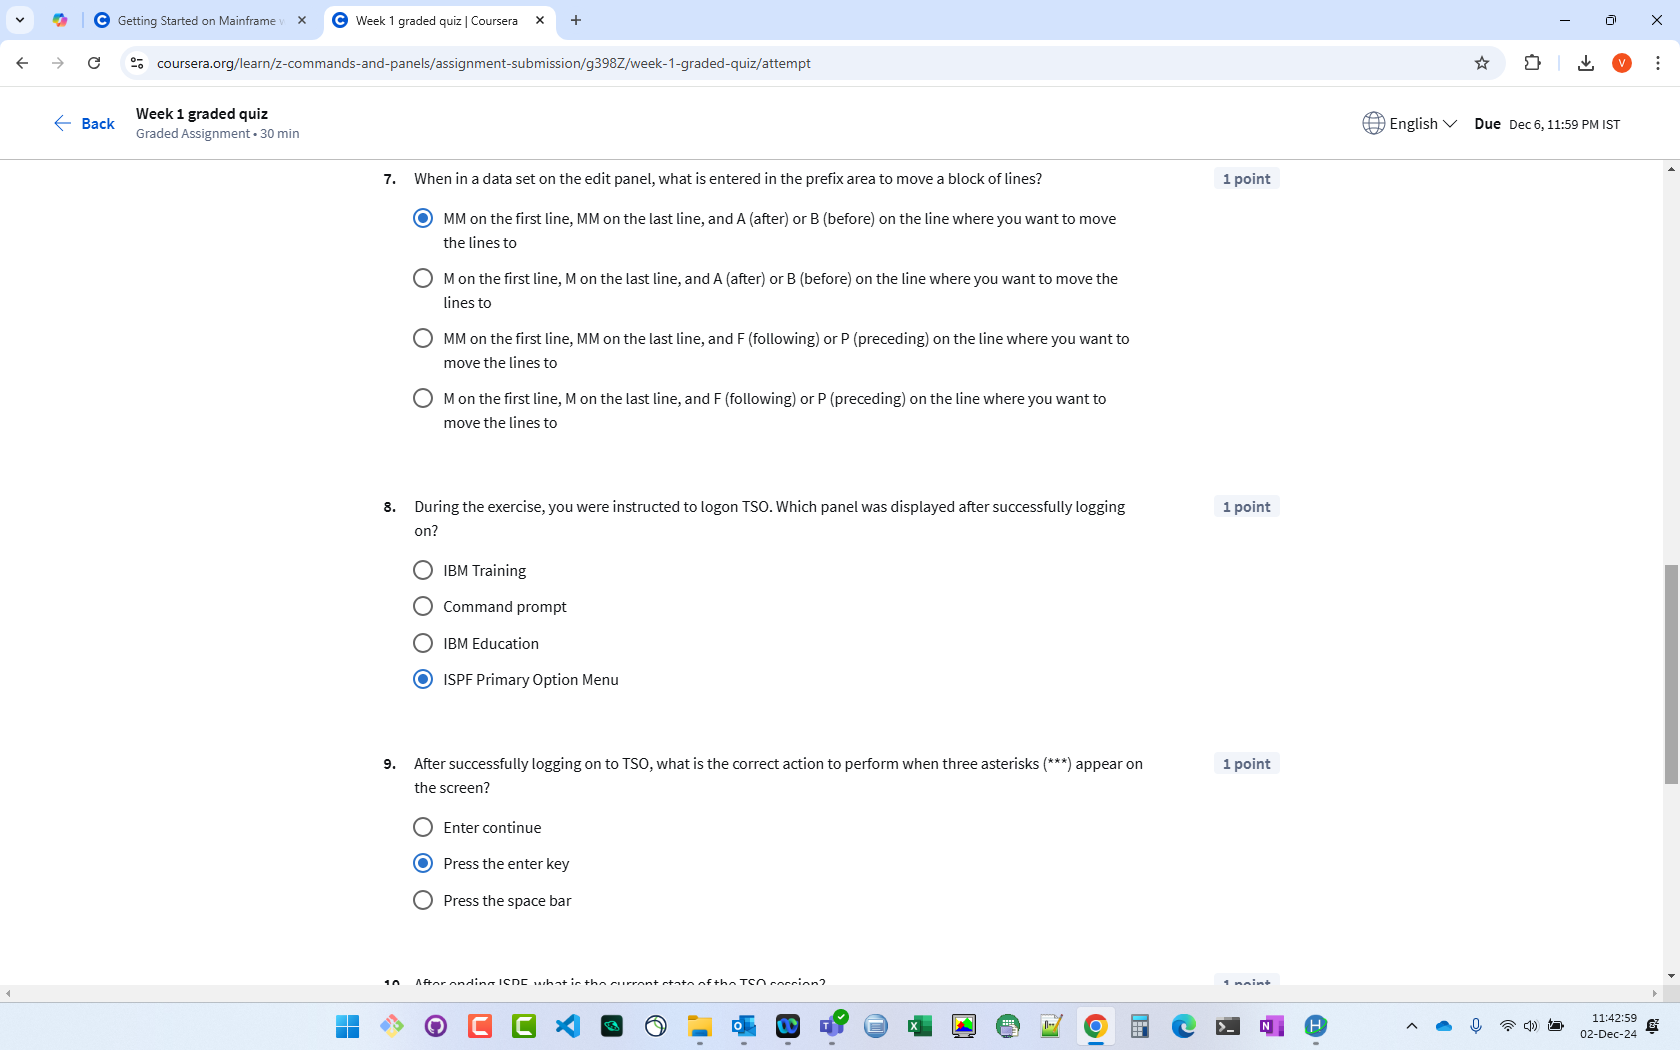 Getting Started on Mainframe
Week 1 graded quiz | Coursera
coursera.org/learn/z-commands-and-panels/assignment-submission/g398Z/week-1-graded-quiz/attempt
V
Back
Week 1 graded quiz
Graded Assignment • 30 min
English
Due Dec 6, 11:59 PM IST
7. When in a data set on the edit panel, what is entered in the prefix area to move a block of lines?
1 point
MM on the first line, MM on the last line, and A (after) or B (before) on the line where you want to move
the lines to
M on the first line, M on the last line, and A (after) or B (before) on the line where you want to move the
lines to
MM on the first line, MM on the last line, and F (following) or P (preceding) on the line where you want to
move the lines to
M on the first line, M on the last line, and F (following) or P (preceding) on the line where you want to
move the lines to
8. During the exercise, you were instructed to logon TSO. Which panel was displayed after successfully logging
on?
1 point
IBM Training
Command prompt
IBM Education
ISPF Primary Option Menu
9. After successfully logging on to TSO, what is the correct action to perform when three asterisks (***) appear on
the screen?
1 point
Enter continue
Press the enter key
Press the space bar
10. After ending ISPF, what is the current state of the TSO session?
1 point
11:42:59
02-Dec-24